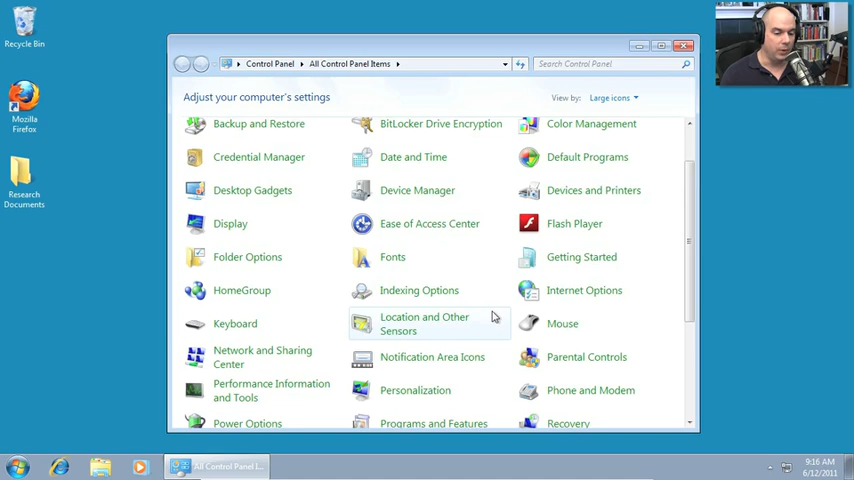 Recycle Bin
Mozilla
Firefox
Research
Documents
Control Panel
All Control Panel Items
Search Control Panel
Adjust your computer's settings
View by:
Large icons
Backup and Restore
BitLocker Drive Encryption
Color Management
Credential Manager
Date and Time
Default Programs
Desktop Gadgets
Device Manager
Devices and Printers
Display
Ease of Access Center
Flash Player
Folder Options
Fonts
Getting Started
HomeGroup
Indexing Options
Internet Options
Keyboard
Location and Other
Sensors
Mouse
Network and Sharing
Center
Notification Area Icons
Parental Controls
Performance Information
and Tools
Personalization
Phone and Modem
Power Options
Programs and Features
Recovery
All Control Panel I...
9:16 AM
6/12/2011